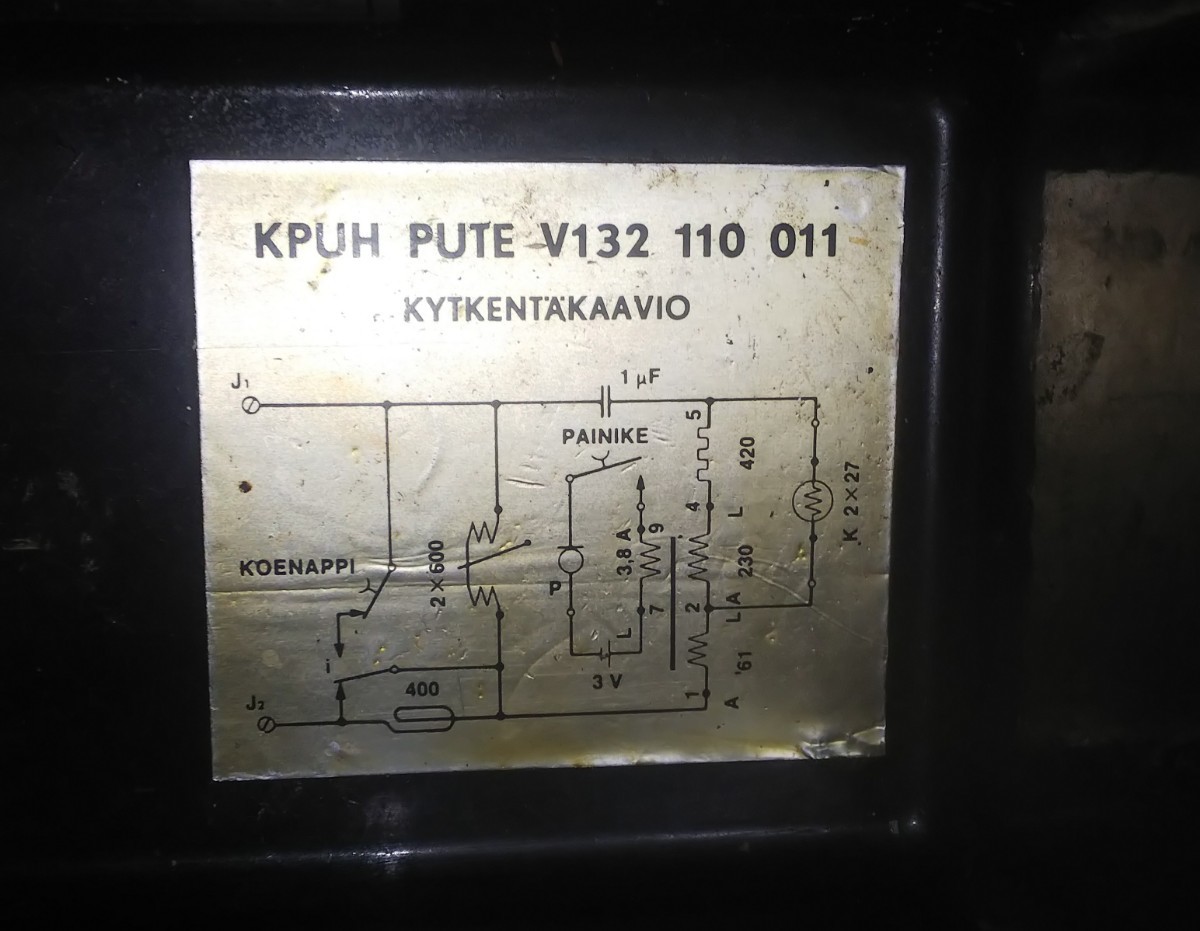 KPUH PUTE V132 110 011
KYTKENTÄKAAVIO
J1
1 µF
PAINIKE
5
420
K 2×27
4
L
KOENAPPI
2×600
P
3,8 A
9
230
7
L
2
L A
i
3 V
'61
400
1
A
J2